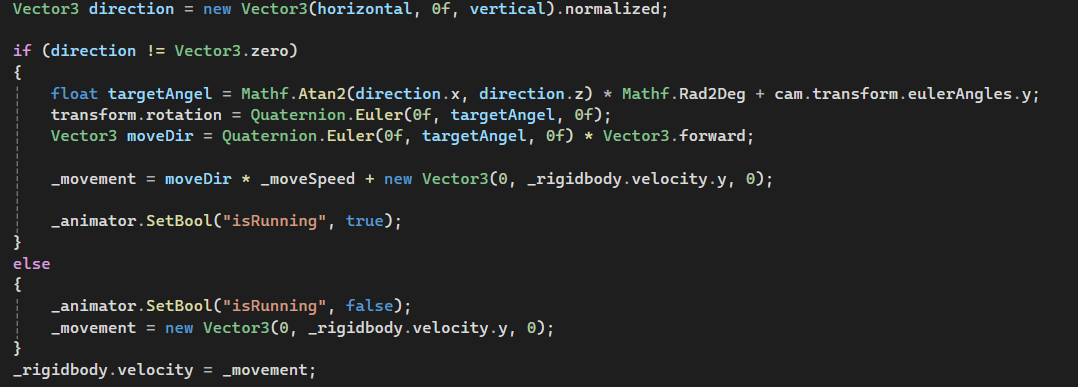 Vector3 direction = new Vector3(horizontal, 0f, vertical).normalized;
if (direction != Vector3.zero)
{
float targetAngel = Mathf.Atan2(direction.x, direction.z) * Mathf.Rad2Deg + cam.transform.eulerAngles.y;
transform.rotation = Quaternion.Euler(0f, targetAngel, 0f);
Vector3 moveDir = Quaternion.Euler(0f, targetAngel, 0f) * Vector3.forward;
_movement = moveDir * _moveSpeed + new Vector3(0, _rigidbody.velocity.y, 0);
_animator.SetBool("isRunning", true);
}
else
{
_animator.SetBool("isRunning", false);
_movement = new Vector3(0, _rigidbody.velocity.y, 0);
}
_rigidbody.velocity = _movement;